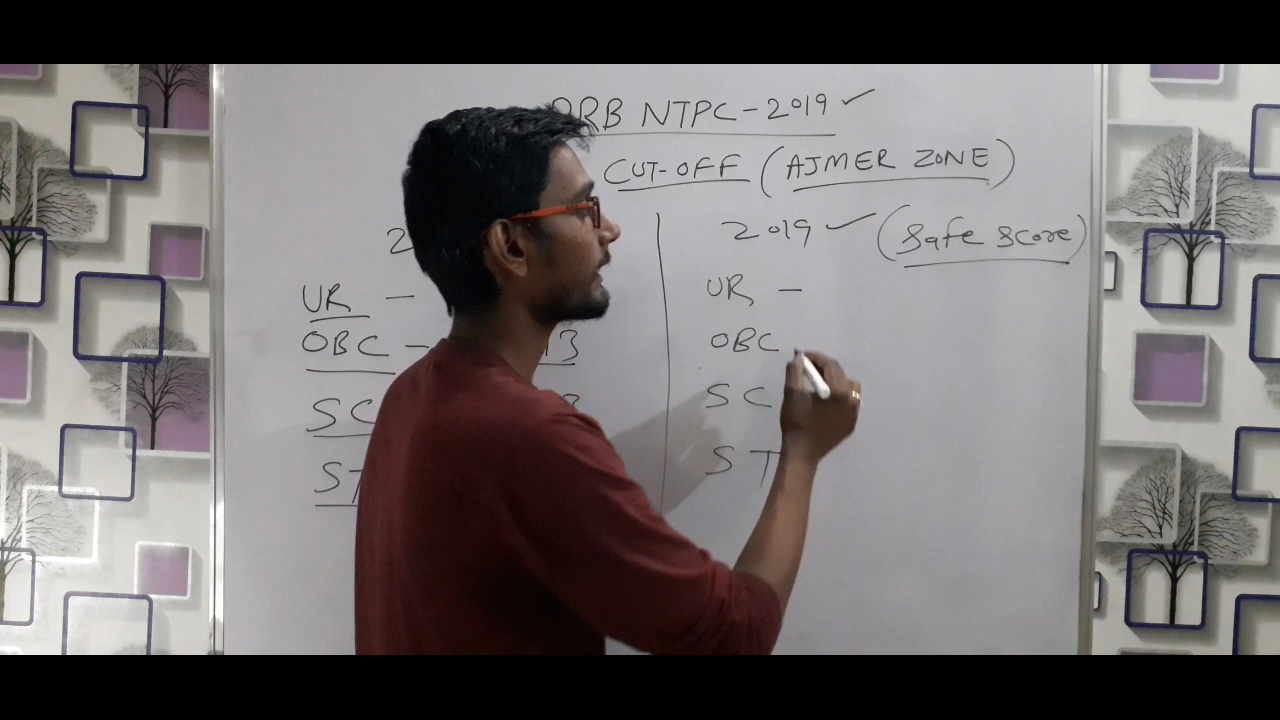 RRB NTPC-2019 ✓
CUT-OFF (AJMER ZONE)
2019 ✓ (Safe Score)
UR -
OBC -
SC
ST
UR -
OBC
SC
ST